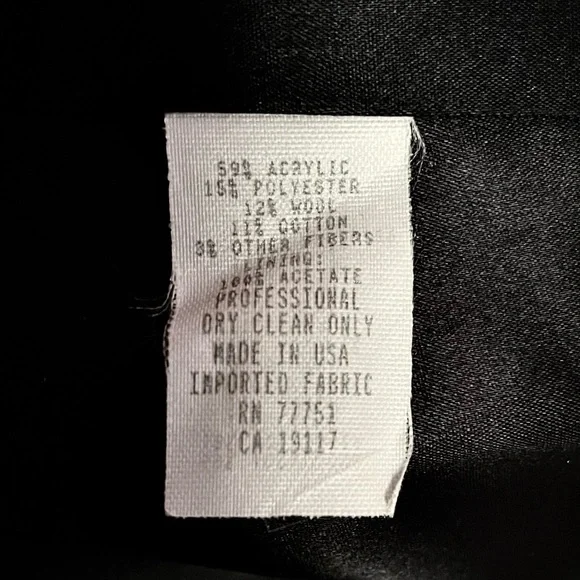 59% ACRYLIC
15% POLYESTER
12% WOOL
11% COTTON
3% OTHER FIBERS
LINING:
100% ACETATE
PROFESSIONAL
DRY CLEAN ONLY
MADE IN USA
IMPORTED FABRIC
RN 77751
CA 19117